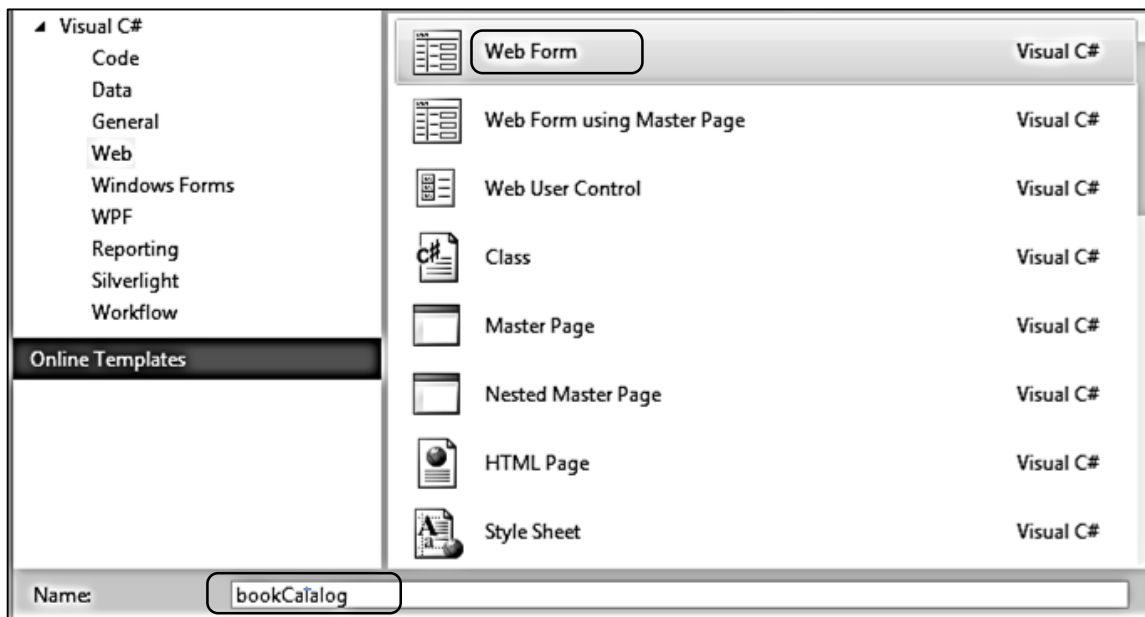 Visual C#
Code
Data
General
Web
Windows Forms
WPF
Reporting
Silverlight
Workflow
Online Templates
Web Form Visual C#
Web Form using Master Page Visual C#
Web User Control Visual C#
Class Visual C#
Master Page Visual C#
Nested Master Page Visual C#
HTML Page Visual C#
Style Sheet Visual C#
Name: bookCatalog